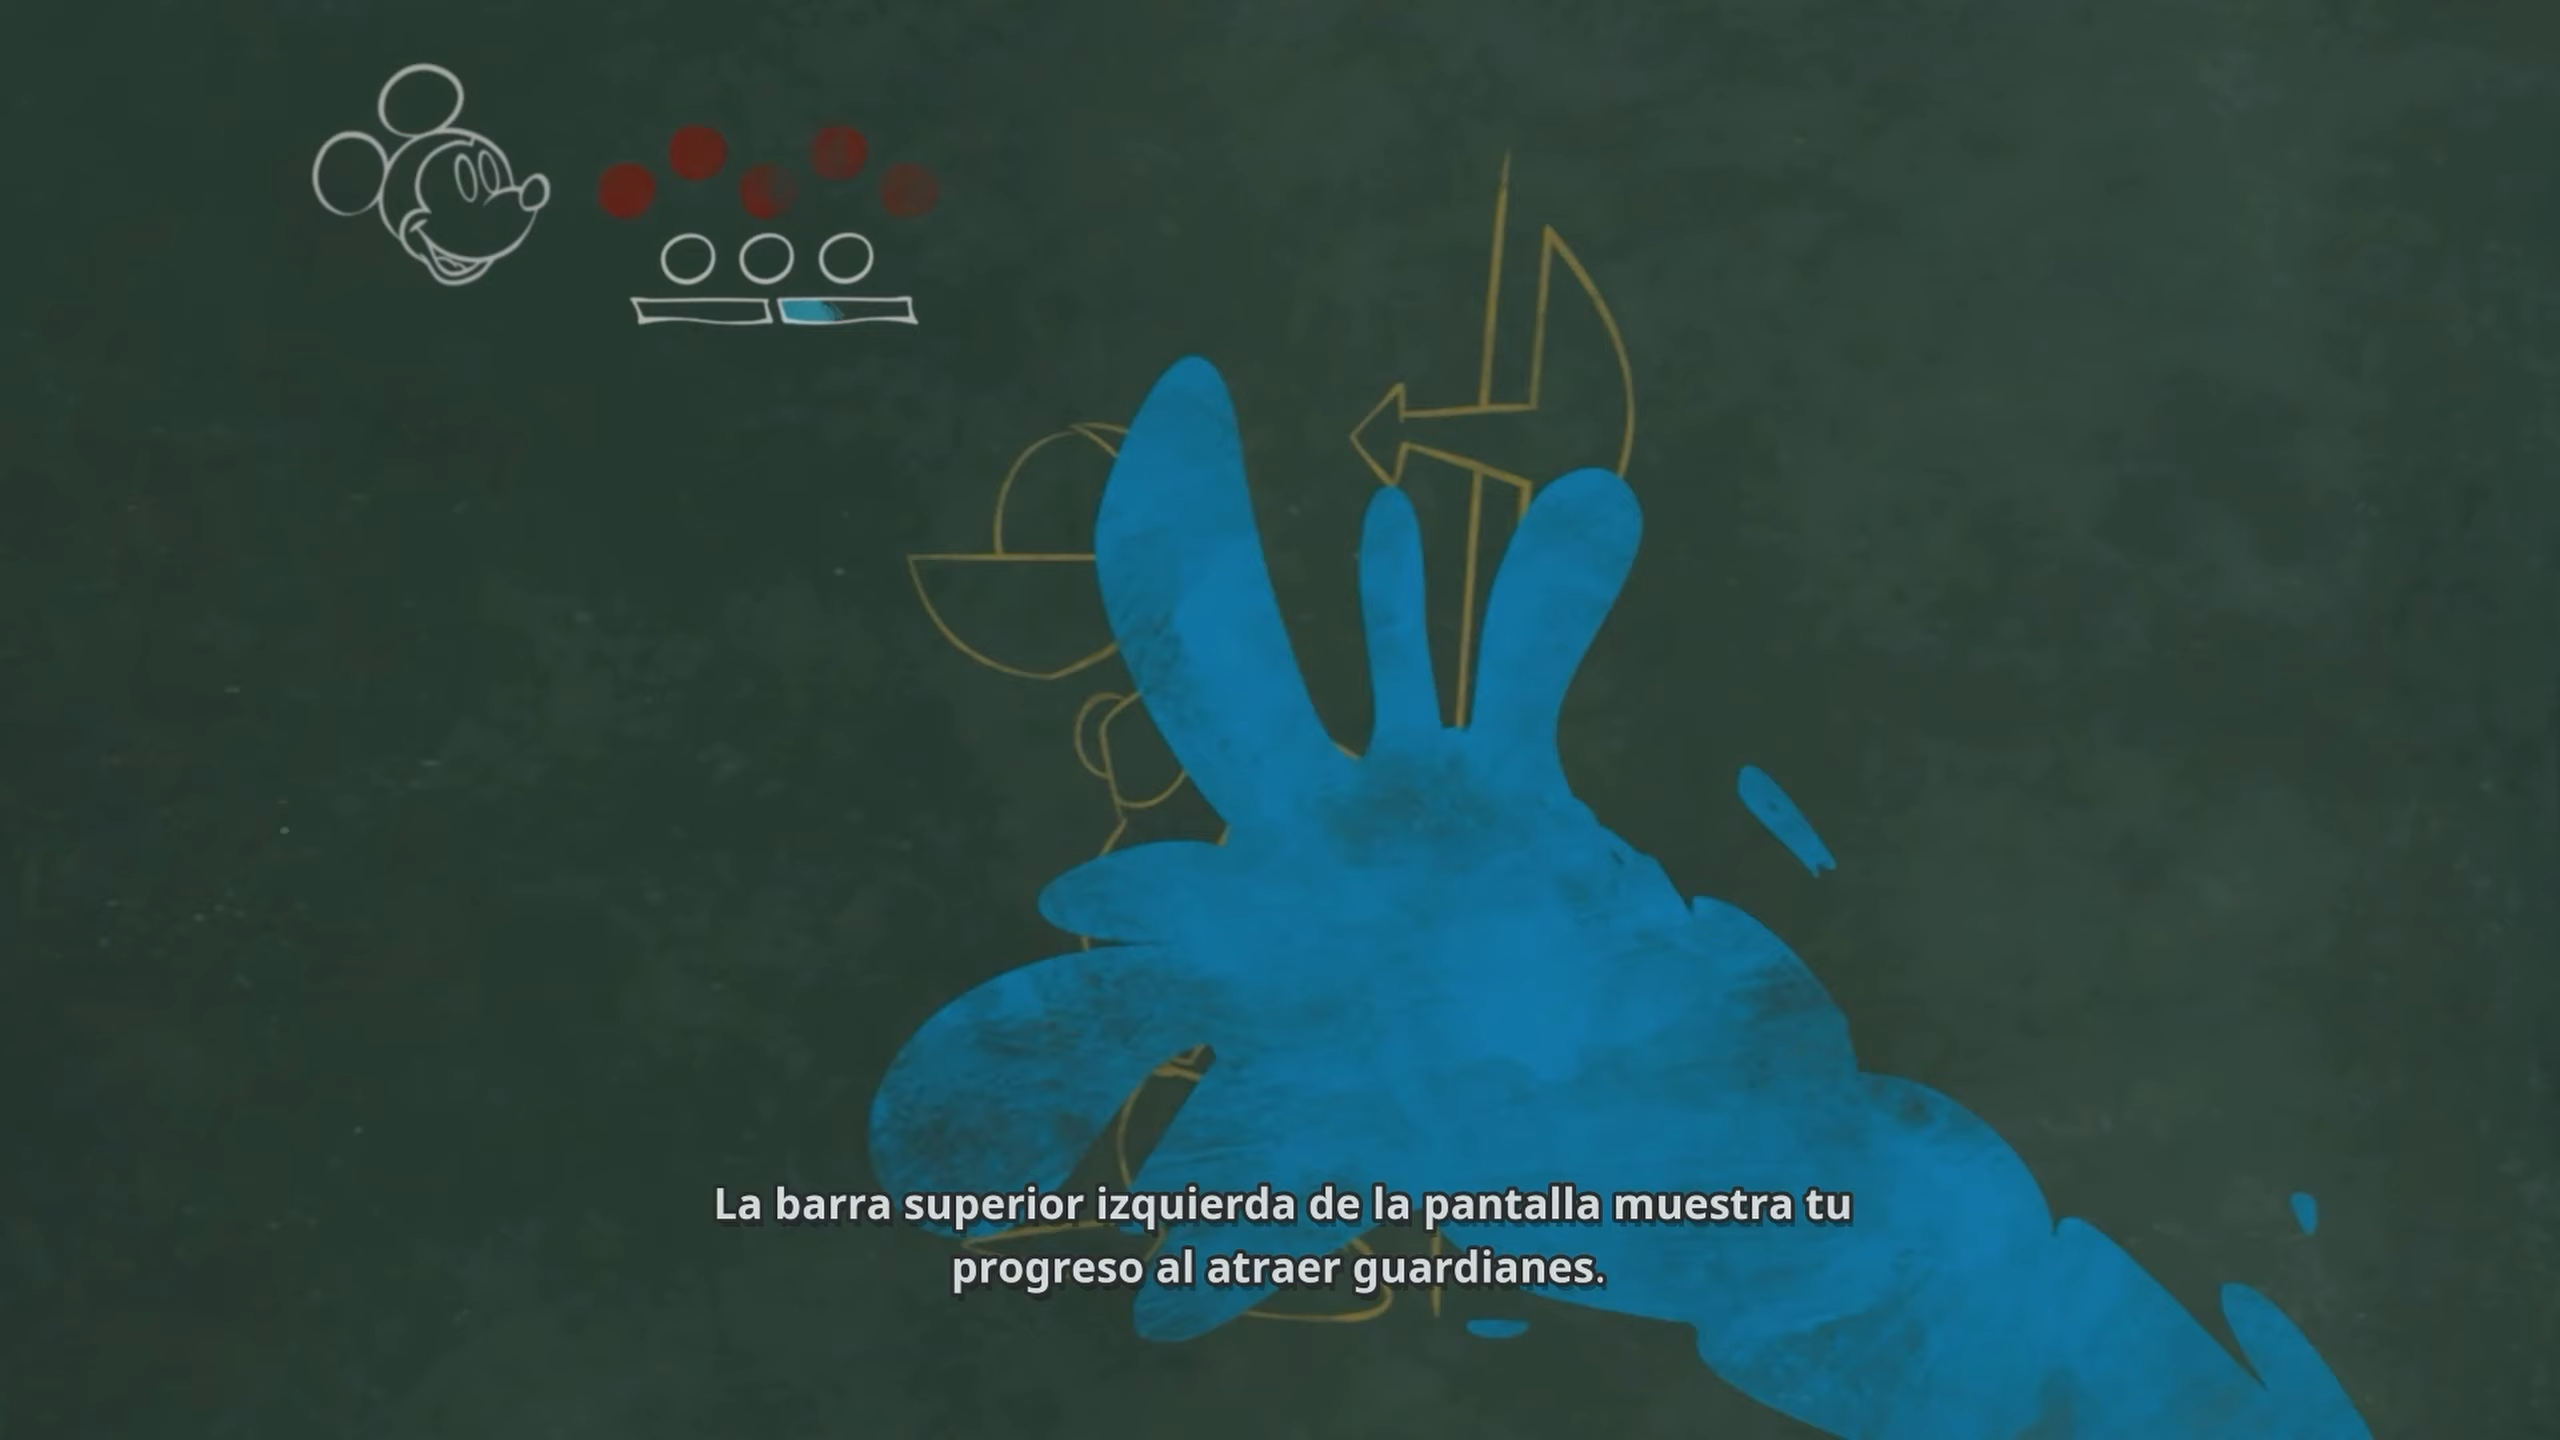 La barra superior izquierda de la pantalla muestra tu
progreso al atraer guardianes.